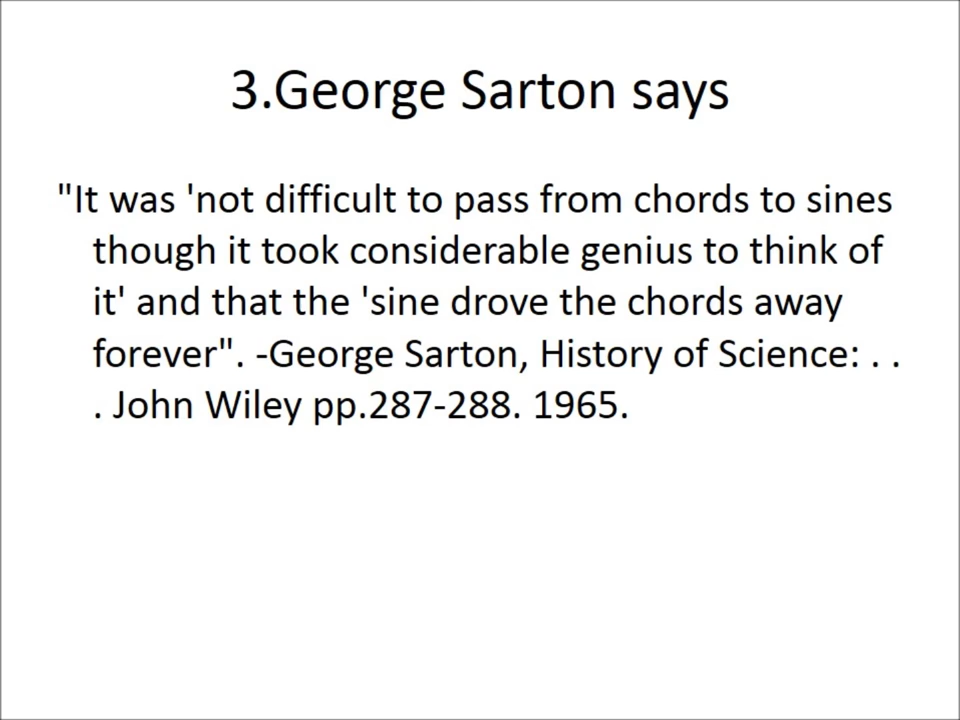 3.George Sarton says
"It was 'not difficult to pass from chords to sines
though it took considerable genius to think of
it' and that the 'sine drove the chords away
forever". -George Sarton, History of Science: . .
. John Wiley pp.287-288. 1965.